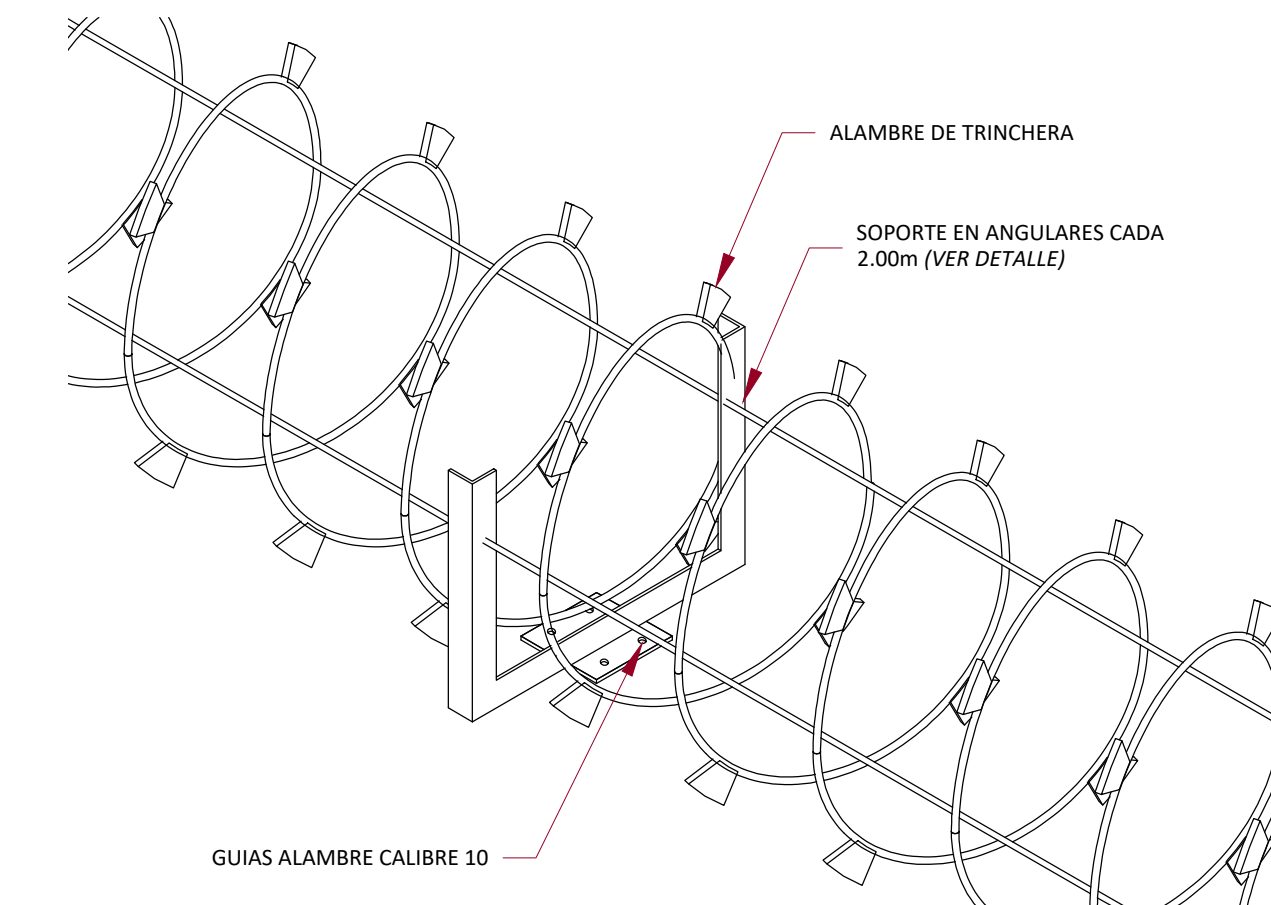 ALAMBRE DE TRINCHERA
SOPORTE EN ANGULARES CADA
2.00m (VER DETALLE)
GUIAS ALAMBRE CALIBRE 10